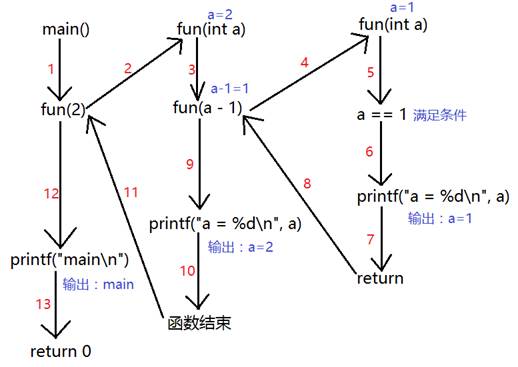 a=2
a=1
main()
fun(int a)
fun(int a)
1
2
3
4
5
a-1=1
fun(2)
fun(a - 1)
a == 1 满足条件
6
9
8
12
11
printf("a = %d\n", a)
输出：a=1
printf("a = %d\n", a)
输出：a=2
7
printf("main\n")
输出：main
10
return
13
函数结束
return 0